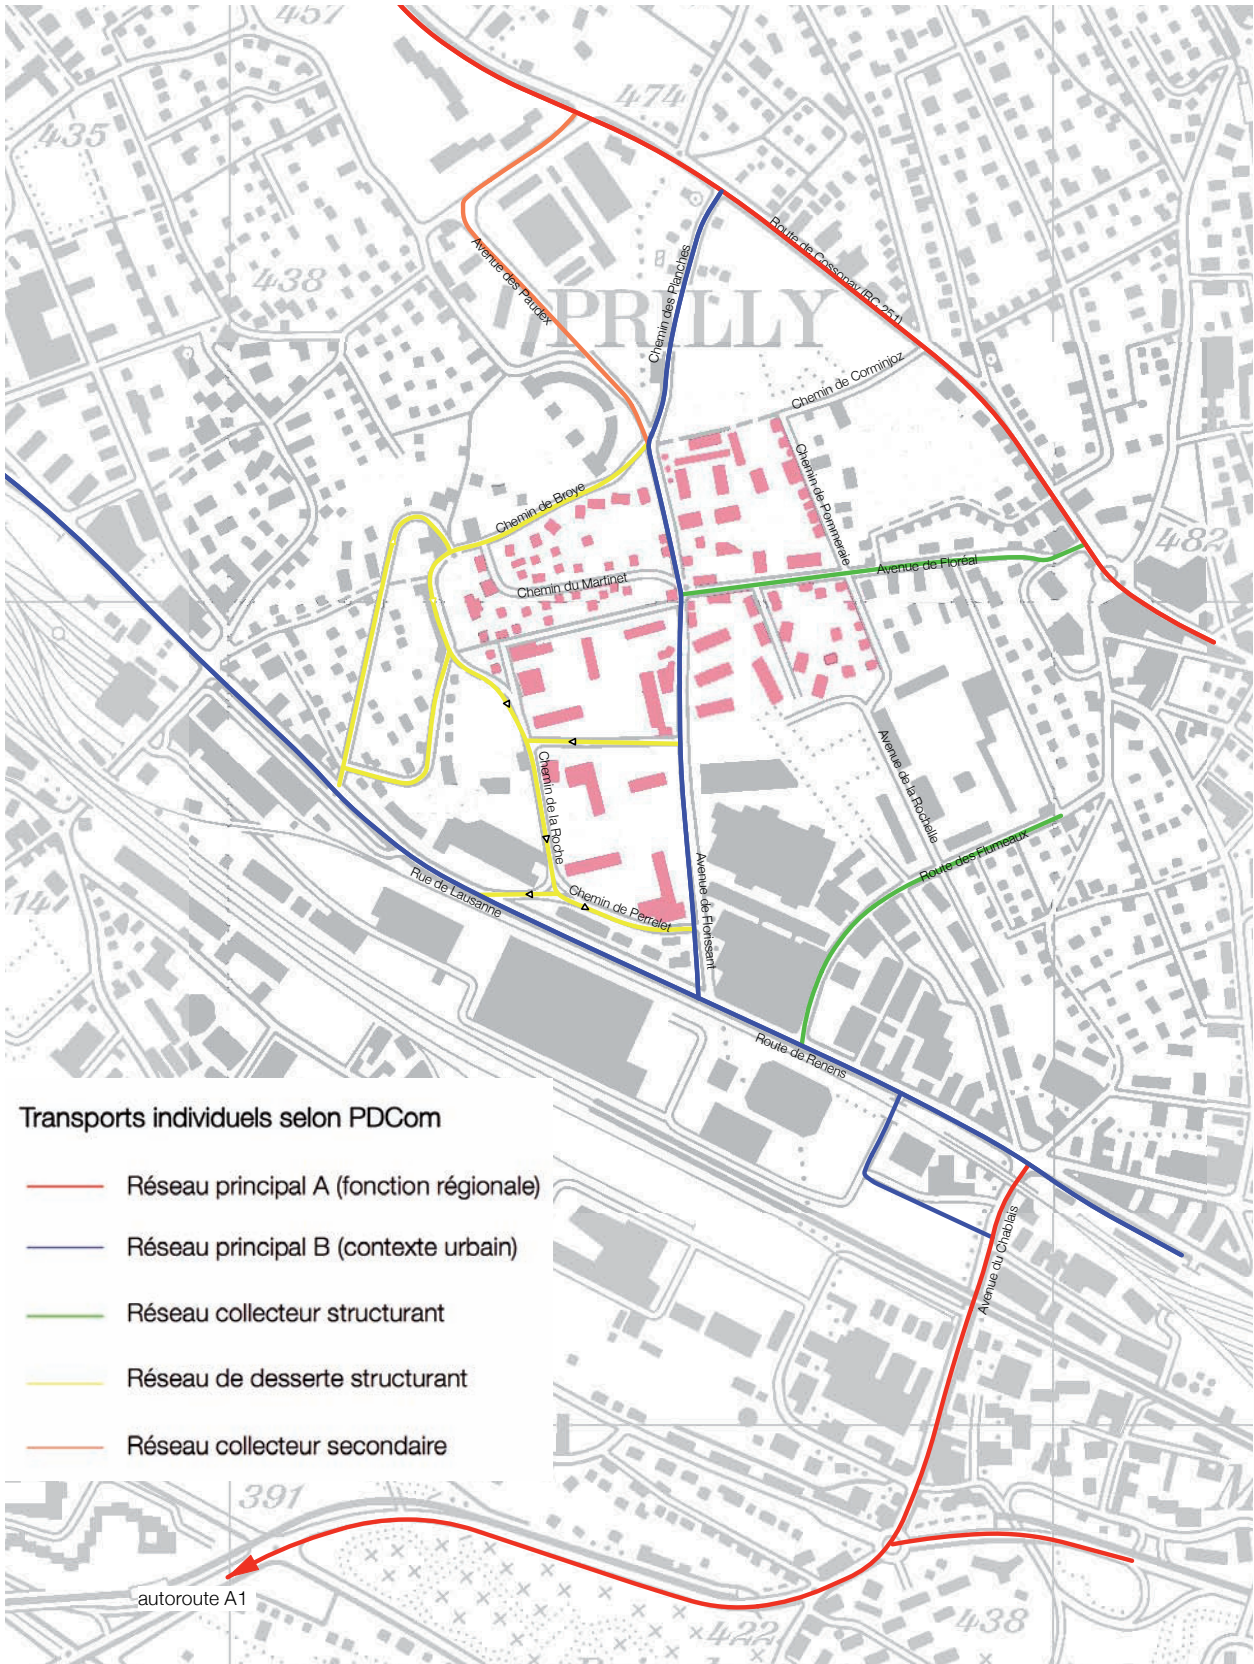 457
474
435
438
Route de Cossonay (RC 251)
Avenue des Paudex
Chemin des Planches
PRILLY
Chemin de Corminjoz
Chemin de Pommeraie
Chemin de Broye
482
Avenue de Floréal
Chemin du Martinet
Avenue de la Rochelle
Chemin de la Roche
Route des Flumeaux
Rue de Lausanne
Chemin de Perrelet
Avenue de Florissant
Route de Renens
Transports individuels selon PDCom
Réseau principal A (fonction régionale)
Réseau principal B (contexte urbain)
Réseau collecteur structurant
Réseau de desserte structurant
Réseau collecteur secondaire
Avenue du Chablais
391
autoroute A1
422
438